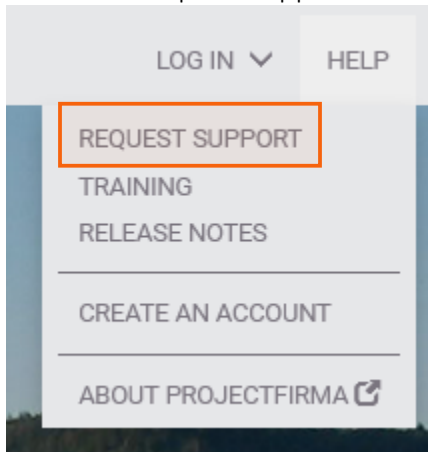 LOG IN HELP
REQUEST SUPPORT
TRAINING
RELEASE NOTES
CREATE AN ACCOUNT
ABOUT PROJECTFIRMA